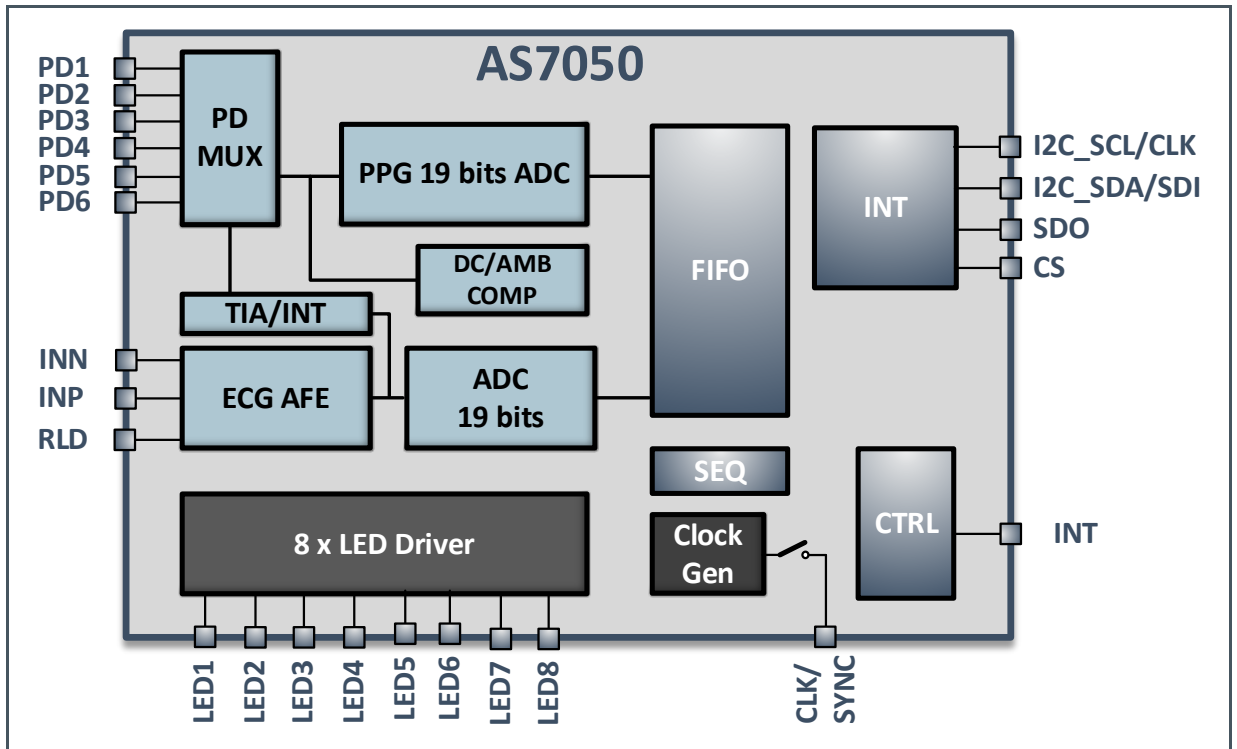 AS7050
PD1
PD2
PD3
PD4
PD5
PD6
PD
MUX
PPG 19 bits ADC
DC/AMB
COMP
TIA/INT
FIFO
INT
I2C_SCL/CLK
I2C_SDA/SDI
SDO
CS
INN
INP
RLD
ECG AFE
ADC
19 bits
SEQ
Clock
Gen
CTRL
INT
8 x LED Driver
LED1
LED2
LED3
LED4
LED5
LED6
LED7
LED8
CLK/
SYNC